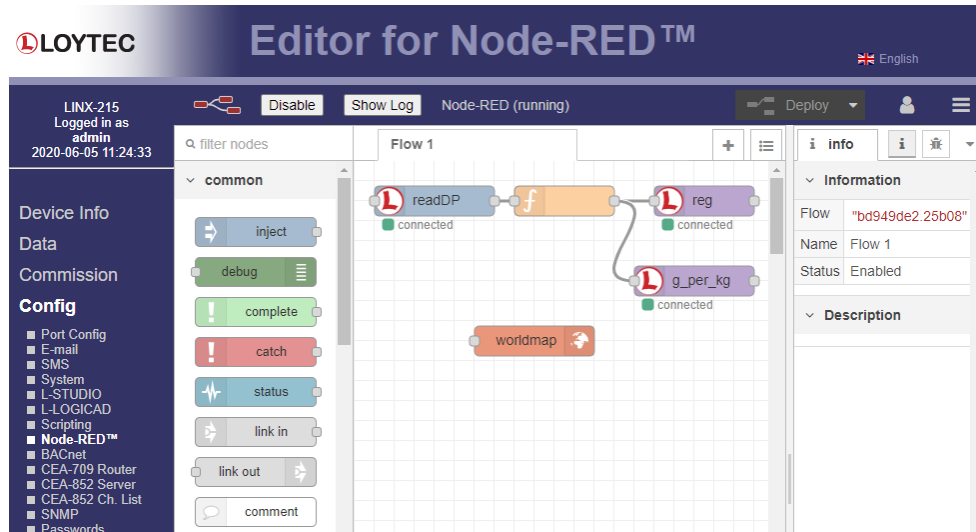 LOYTEC
Editor for Node-RED™
English
LINX-215
Logged in as
admin
2020-06-05 11:24:33
Disable
Show Log
Node-RED (running)
Deploy
Device Info
Data
Commission
Config
Port Config
E-mail
SMS
System
L-STUDIO
L-LOGICAD
Scripting
Node-RED™
BACnet
CEA-709 Router
CEA-852 Server
CEA-852 Ch. List
SNMP
Passwords
filter nodes
common
inject
debug
complete
catch
status
link in
link out
comment
Flow 1
readDP
connected
reg
connected
g_per_kg
connected
worldmap
info
Information
Flow "bd949de2.25b08"
Name Flow 1
Status Enabled
Description